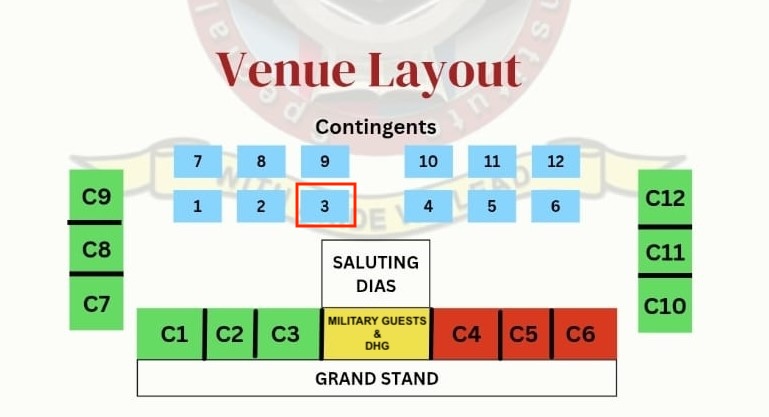 Venue Layout
Contingents
7 8 9 10 11 12
1 2 3 4 5 6
C9 C12
C8 C11
C7 C10
SALUTING
DIAS
C1 C2 C3 MILITARY GUESTS & DHG C4 C5 C6
GRAND STAND